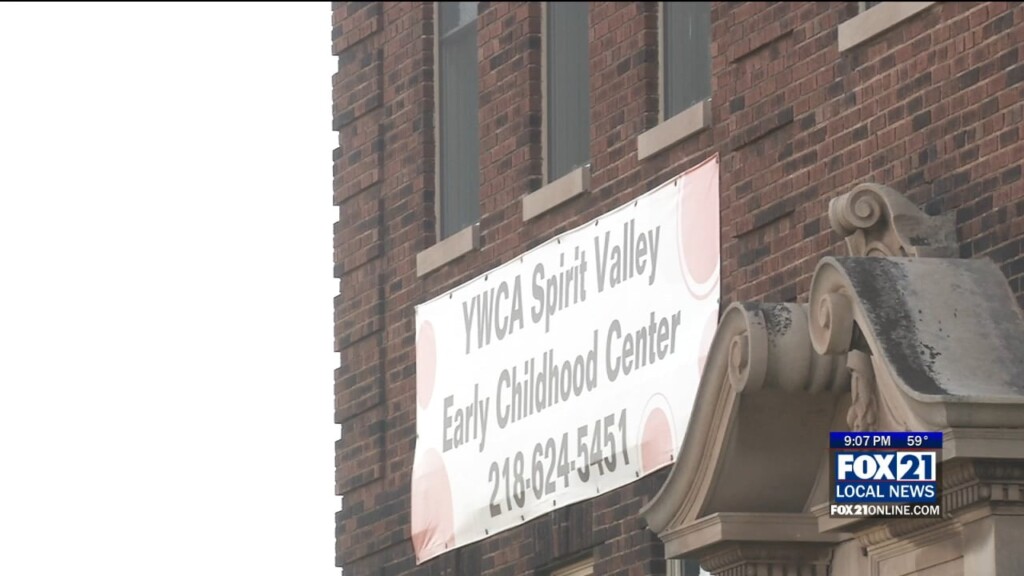 YWCA Spirit Valley
Early Childhood Center
218-624-5451
9:07 PM 59°
FOX21
LOCAL NEWS
FOX21ONLINE.COM